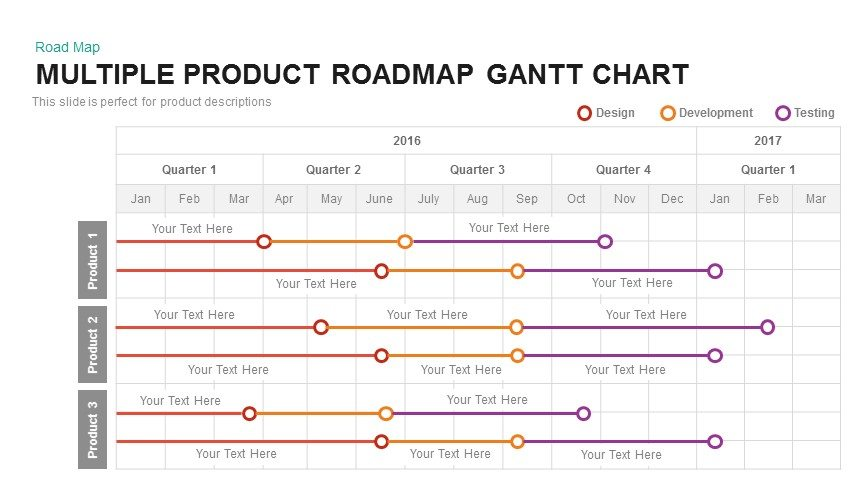 Road Map
MULTIPLE PRODUCT ROADMAP GANTT CHART
This slide is perfect for product descriptions
Design Development Testing
2016 2017
Quarter 1 Quarter 2 Quarter 3 Quarter 4 Quarter 1
Jan Feb Mar Apr May June July Aug Sep Oct Nov Dec Jan Feb Mar
Product 1
Your Text Here Your Text Here
Your Text Here Your Text Here
Product 2
Your Text Here Your Text Here Your Text Here
Your Text Here Your Text Here Your Text Here
Product 3
Your Text Here Your Text Here
Your Text Here Your Text Here Your Text Here